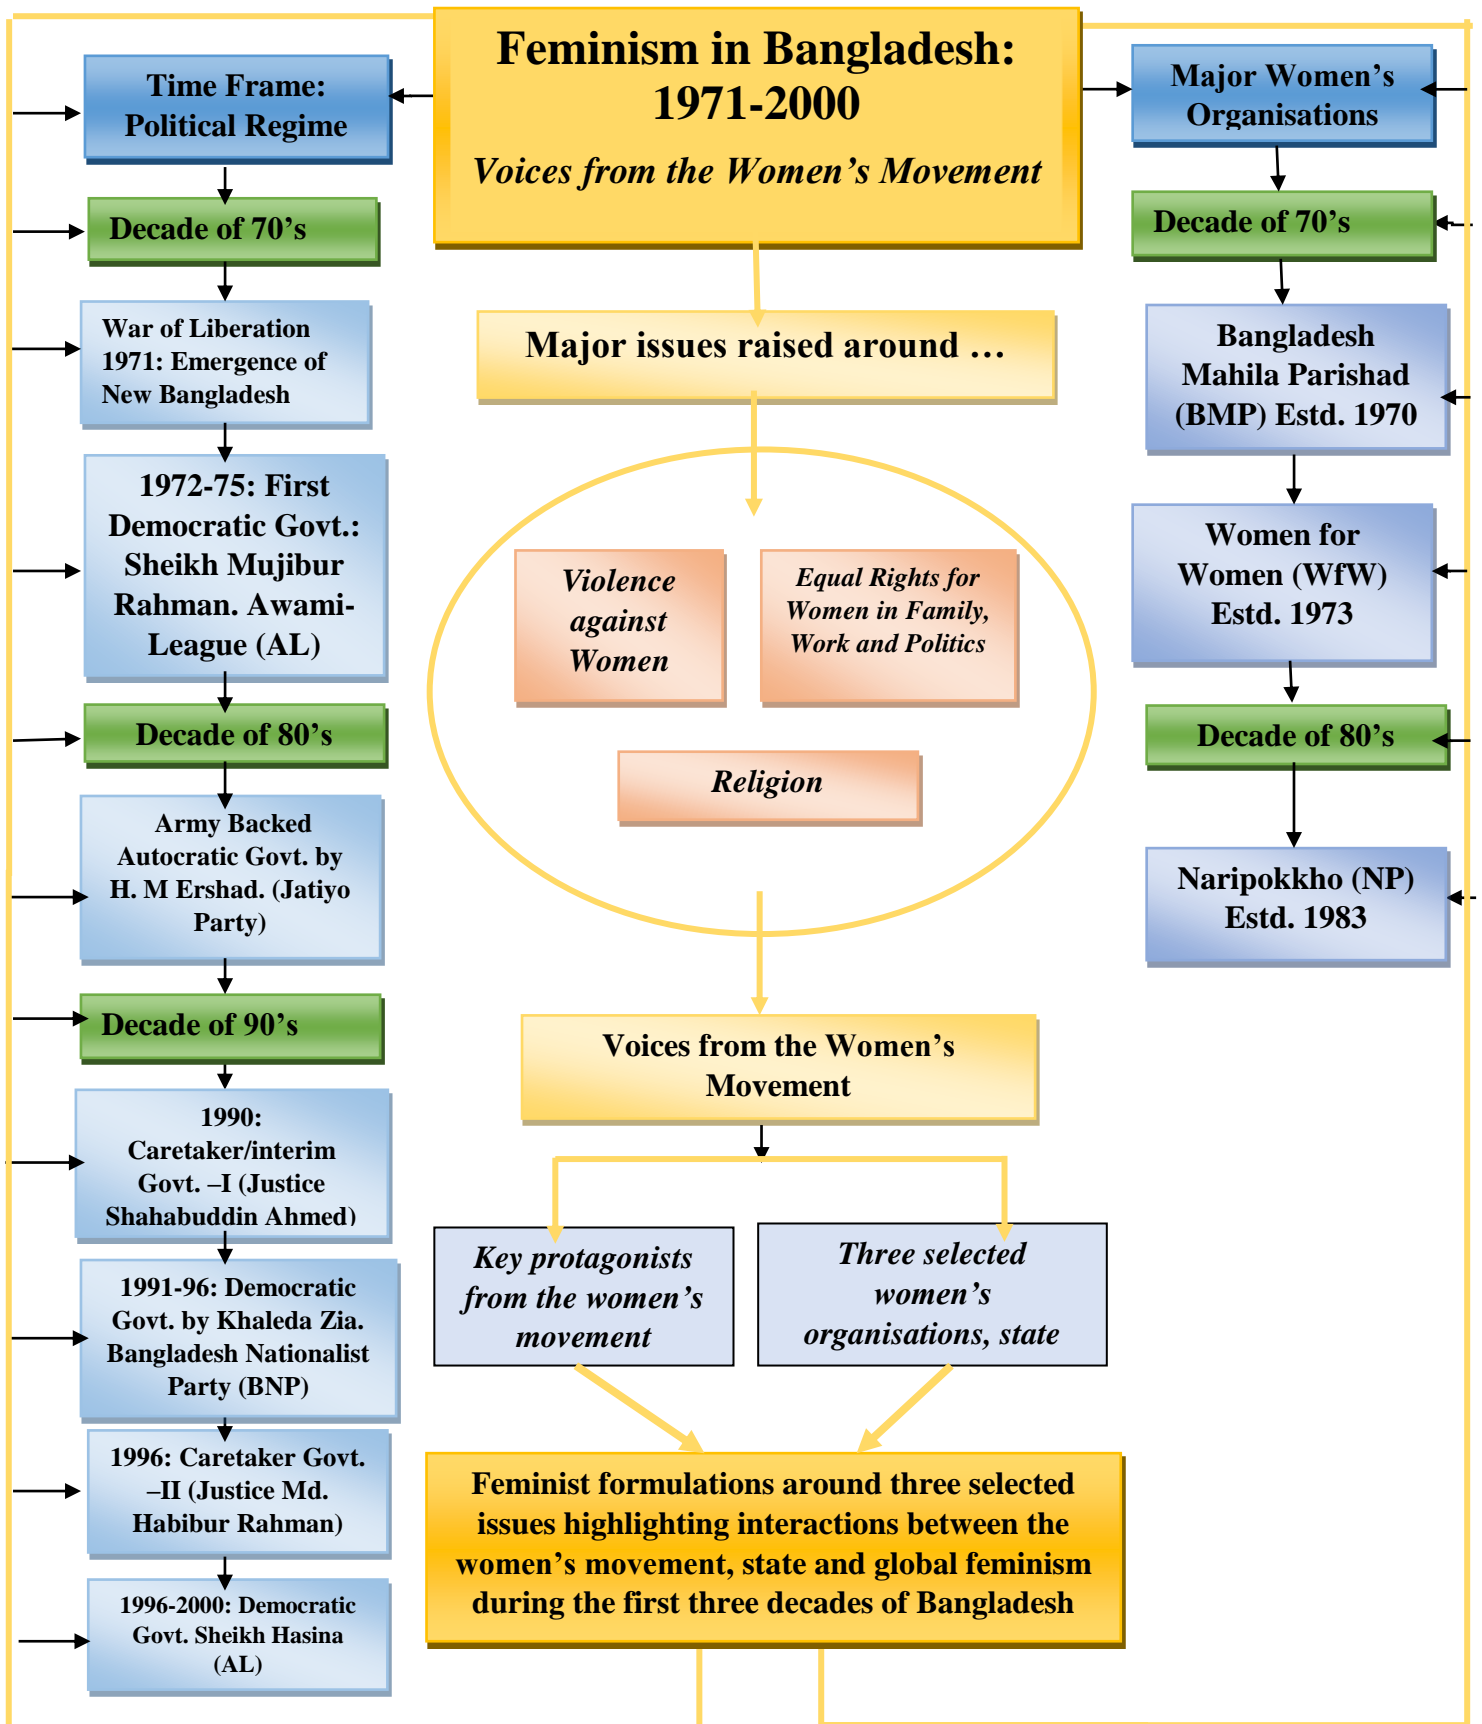 Feminism in Bangladesh:
1971-2000
Voices from the Women's Movement
Time Frame:
Political Regime
Decade of 70's
War of Liberation
1971: Emergence of
New Bangladesh
1972-75: First
Democratic Govt.:
Sheikh Mujibur
Rahman. Awami-
League (AL)
Decade of 80's
Army Backed
Autocratic Govt. by
H. M Ershad. (Jatiyo
Party)
Decade of 90's
1990:
Caretaker/interim
Govt. –I (Justice
Shahabuddin Ahmed)
1991-96: Democratic
Govt. by Khaleda Zia.
Bangladesh Nationalist
Party (BNP)
1996: Caretaker Govt.
–II (Justice Md.
Habibur Rahman)
1996-2000: Democratic
Govt. Sheikh Hasina
(AL)
Major issues raised around …
Violence
against
Women
Equal Rights for
Women in Family,
Work and Politics
Religion
Voices from the Women's
Movement
Key protagonists
from the women's
movement
Three selected
women's
organisations, state
Feminist formulations around three selected
issues highlighting interactions between the
women's movement, state and global feminism
during the first three decades of Bangladesh
Major Women's
Organisations
Decade of 70's
Bangladesh
Mahila Parishad
(BMP) Estd. 1970
Women for
Women (WfW)
Estd. 1973
Decade of 80's
Naripokkho (NP)
Estd. 1983